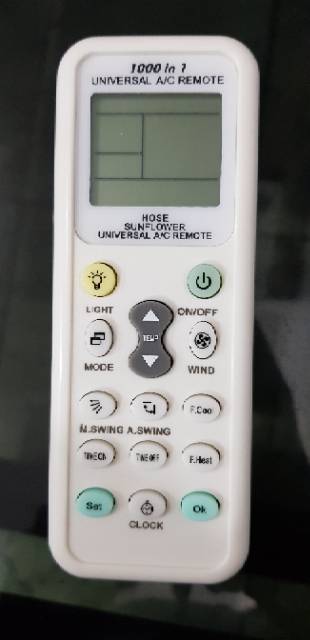 1000 in 1
UNIVERSAL A/C REMOTE
HOSE
SUNFLOWER
UNIVERSAL A/C REMOTE
LIGHT
ON/OFF
TEMP
MODE
WIND
F.Cool
M.SWING A.SWING
TIME ON
TIME OFF
F.Heat
Set
Ok
CLOCK